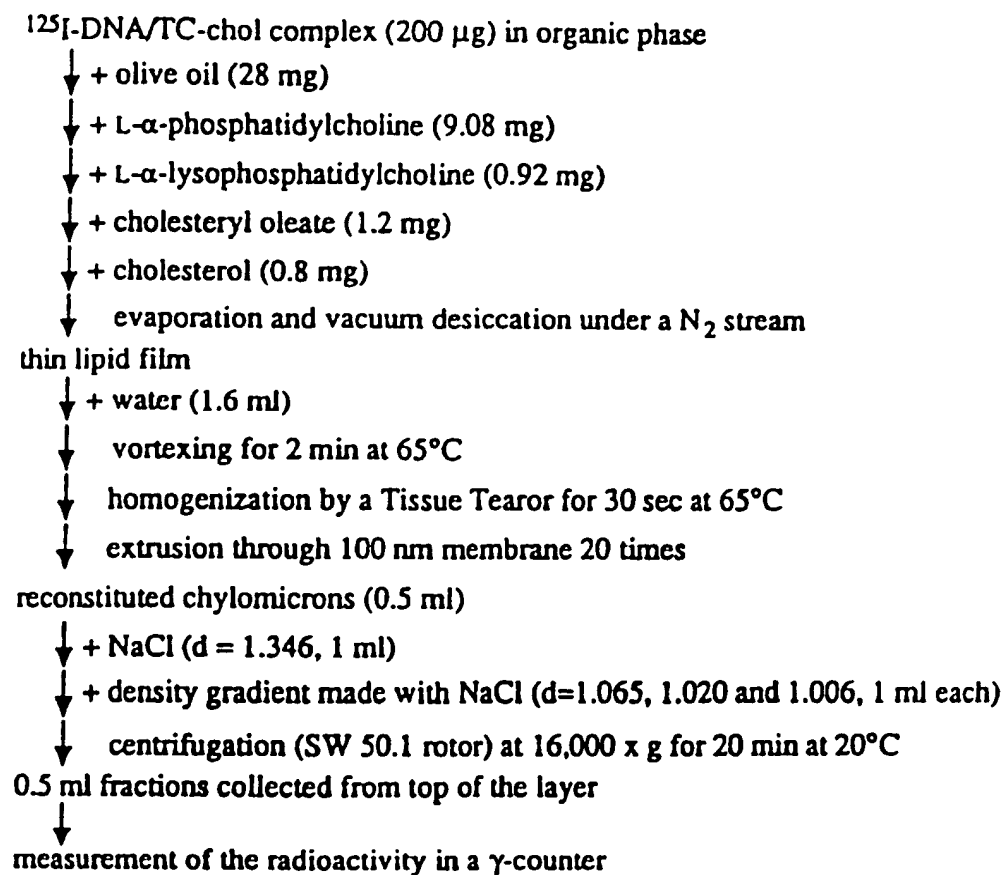 ¹²⁵I-DNA/TC-chol complex (200 µg) in organic phase
+ olive oil (28 mg)
+ L-α-phosphatidylcholine (9.08 mg)
+ L-α-lysophosphatidylcholine (0.92 mg)
+ cholesteryl oleate (1.2 mg)
+ cholesterol (0.8 mg)
evaporation and vacuum desiccation under a N₂ stream
thin lipid film
+ water (1.6 ml)
vortexing for 2 min at 65°C
homogenization by a Tissue Tearor for 30 sec at 65°C
extrusion through 100 nm membrane 20 times
reconstituted chylomicrons (0.5 ml)
+ NaCl (d = 1.346, 1 ml)
+ density gradient made with NaCl (d=1.065, 1.020 and 1.006, 1 ml each)
centrifugation (SW 50.1 rotor) at 16,000 x g for 20 min at 20°C
0.5 ml fractions collected from top of the layer
measurement of the radioactivity in a γ-counter